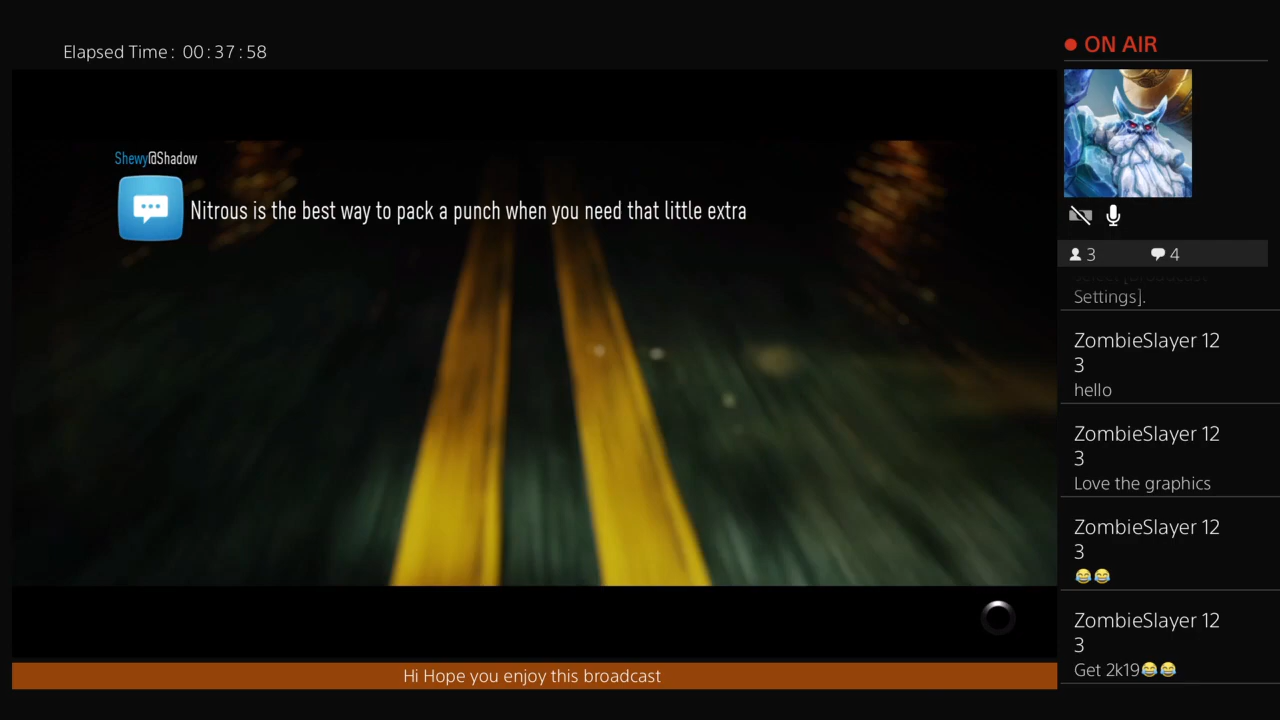 Elapsed Time: 00:37:58
ON AIR
Shewy@Shadow
Nitrous is the best way to pack a punch when you need that little extra
3
4
Settings].
ZombieSlayer 12
3
hello
ZombieSlayer 12
3
Love the graphics
ZombieSlayer 12
3
😂😂
ZombieSlayer 12
3
Get 2k19😂😂
Hi Hope you enjoy this broadcast